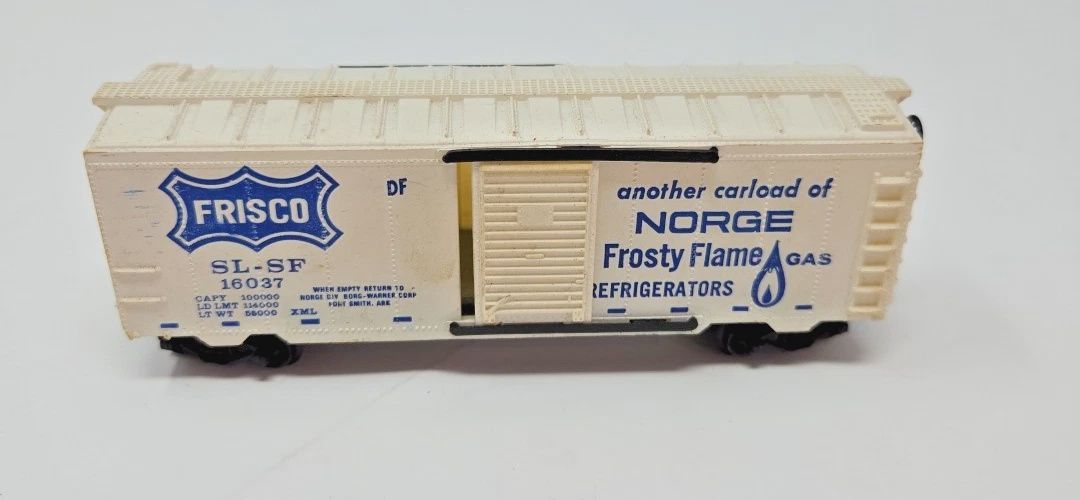 FRISCO
SL-SF
16037
CAPY 100000
LD LMT 114000
LT WT 56000 XML
WHEN EMPTY RETURN TO
NORGE DIV BORG-WARNER CORP
FORT SMITH, ARK
DF
another carload of
NORGE
Frosty Flame GAS
REFRIGERATORS